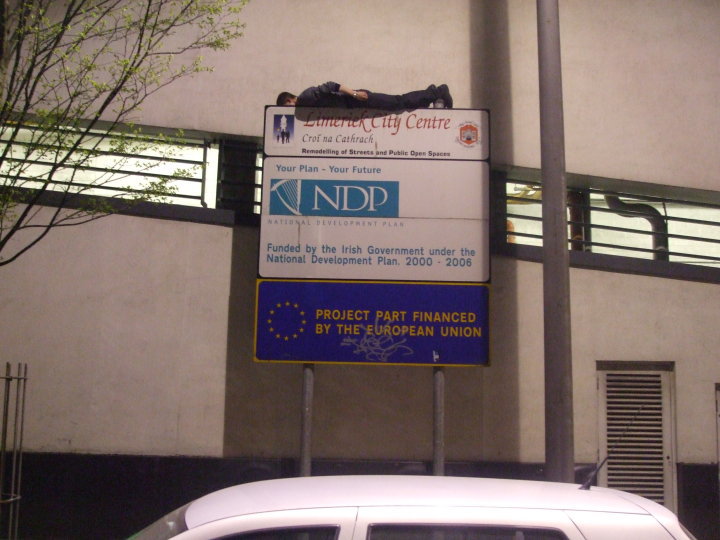 Limerick City Centre
Croí na Cathrach
Remodelling of Streets and Public Open Spaces
Your Plan - Your Future
NDP
NATIONAL DEVELOPMENT PLAN
Funded by the Irish Government under the
National Development Plan. 2000 - 2006
PROJECT PART FINANCED
BY THE EUROPEAN UNION